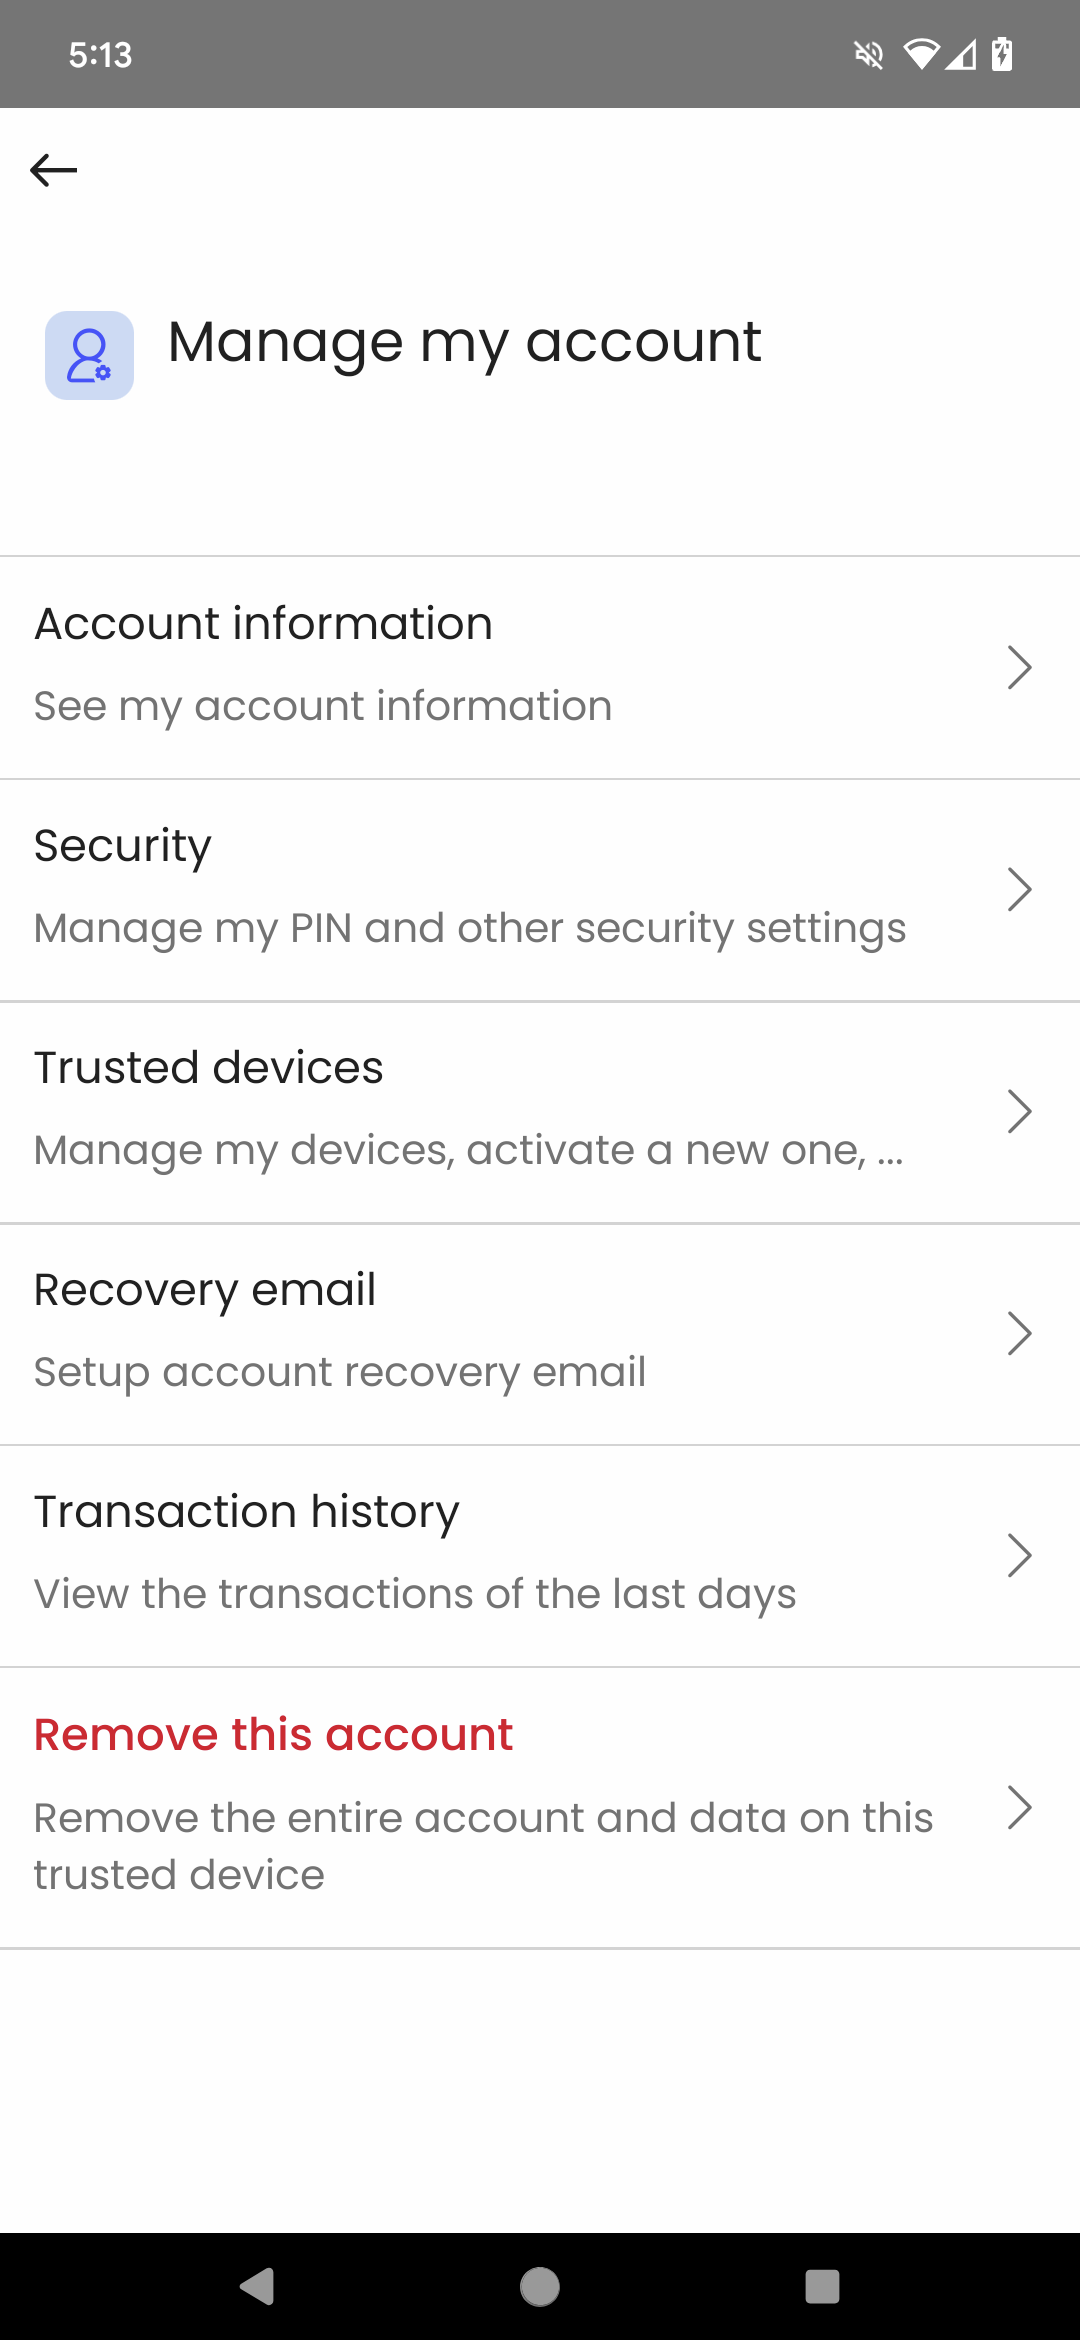 5:13
Manage my account
Account information
See my account information
Security
Manage my PIN and other security settings
Trusted devices
Manage my devices, activate a new one, ...
Recovery email
Setup account recovery email
Transaction history
View the transactions of the last days
Remove this account
Remove the entire account and data on this
trusted device